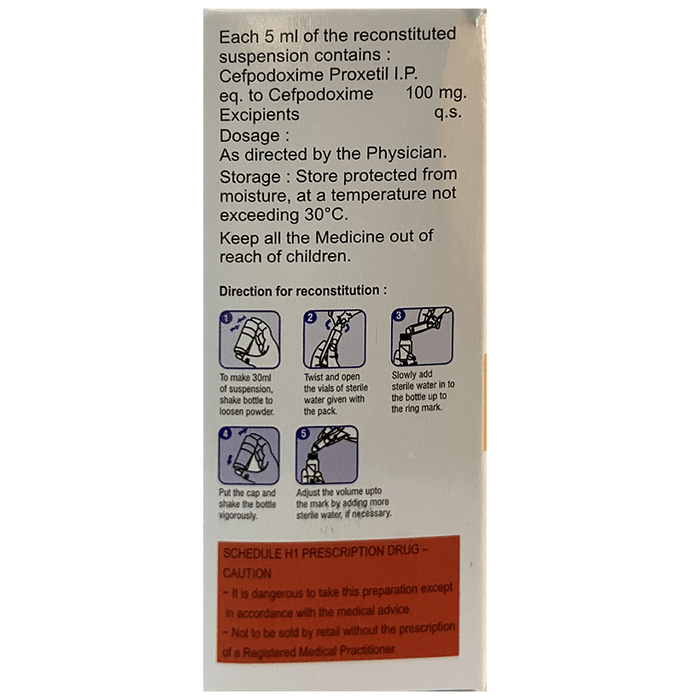 Each 5 ml of the reconstituted
suspension contains :
Cefpodoxime Proxetil I.P.
eq. to Cefpodoxime 100 mg.
Excipients q.s.
Dosage :
As directed by the Physician.
Storage : Store protected from
moisture, at a temperature not
exceeding 30°C.
Keep all the Medicine out of
reach of children.
Direction for reconstitution :
1
To make 30ml
of suspension,
shake bottle to
loosen powder.
2
Twist and open
the vials of sterile
water given with
the pack.
3
Slowly add
sterile water in to
the bottle up to
the ring mark.
4
Put the cap and
shake the bottle
vigorously.
5
Adjust the volume upto
the mark by adding more
sterile water, if necessary.
SCHEDULE H1 PRESCRIPTION DRUG –
CAUTION
– It is dangerous to take this preparation except
in accordance with the medical advice.
– Not to be sold by retail without the prescription
of a Registered Medical Practitioner.